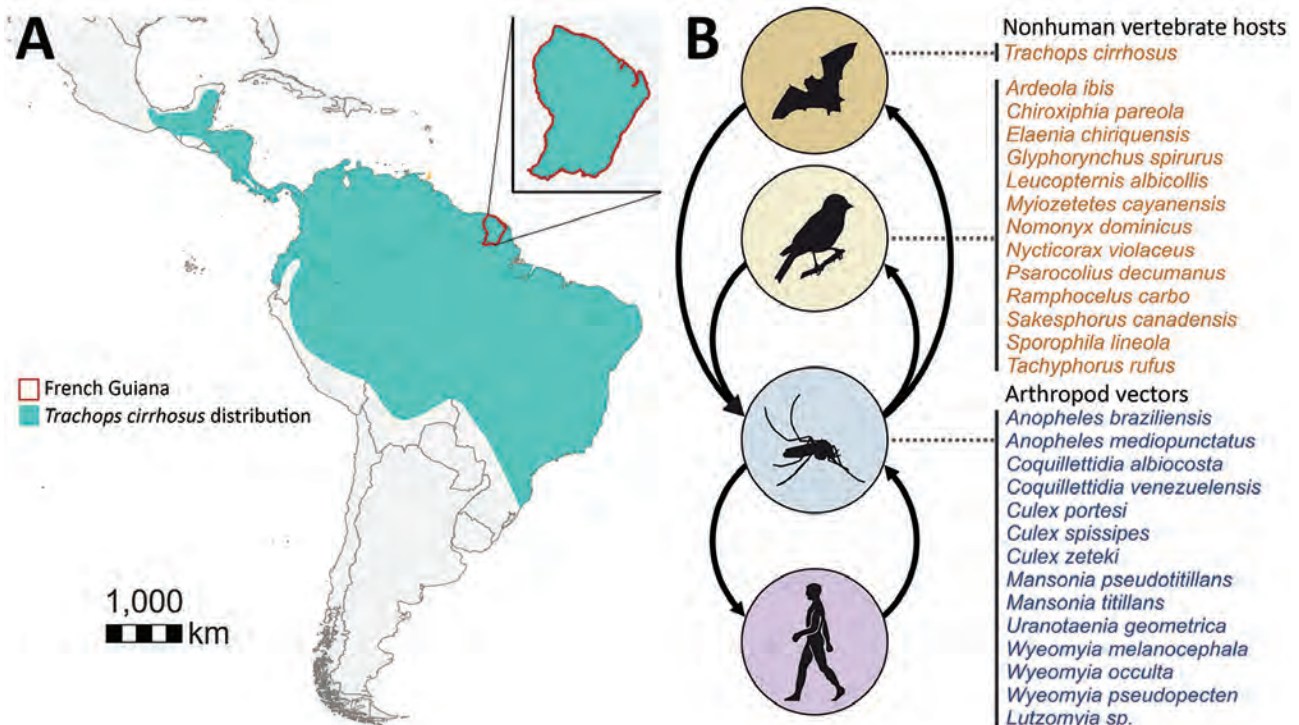 A
French Guiana
Trachops cirrhosus distribution
1,000
km
B
Nonhuman vertebrate hosts
Trachops cirrhosus
Ardeola ibis
Chiroxiphia pareola
Elaenia chiriquensis
Glyphorynchus spirurus
Leucopternis albicollis
Myiozetetes cayanensis
Nomonyx dominicus
Nycticorax violaceus
Psarocolius decumanus
Ramphocelus carbo
Sakesphorus canadensis
Sporophila lineola
Tachyphorus rufus
Arthropod vectors
Anopheles braziliensis
Anopheles mediopunctatus
Coquillettidia albiocosta
Coquillettidia venezuelensis
Culex portesi
Culex spissipes
Culex zeteki
Mansonia pseudotitillans
Mansonia titillans
Uranotaenia geometrica
Wyeomyia melanocephala
Wyeomyia occulta
Wyeomyia pseudopecten
Lutzomyia sp.